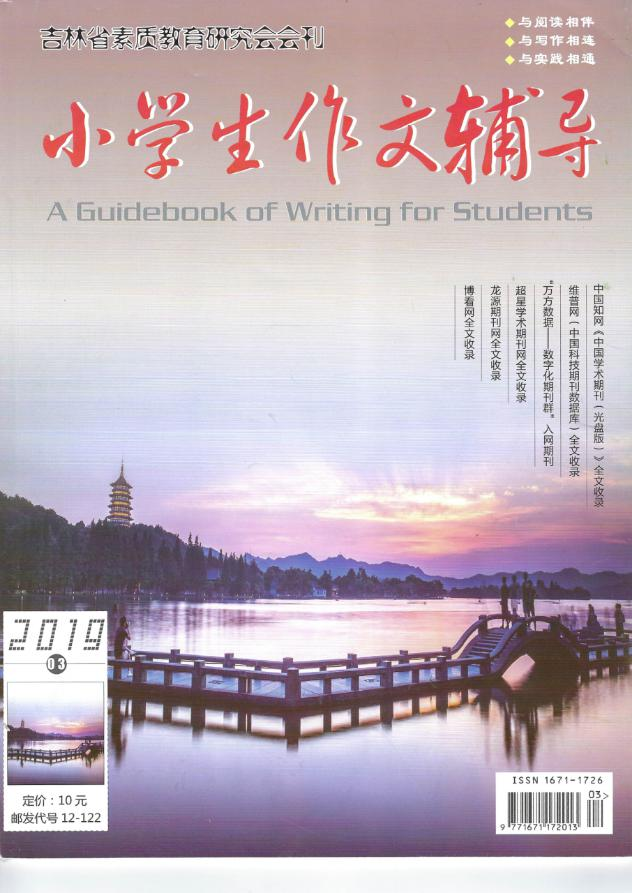 吉林省素质教育研究会会刊
◆与阅读相伴
◆与写作相连
◆与实践相通
小学生作文辅导
A Guidebook of Writing for Students
中国知网《中国学术期刊（光盘版）》全文收录
维普网（中国科技期刊数据库）全文收录
"万方数据——数字化期刊群"入网期刊
超星学术期刊网全文收录
龙源期刊网全文收录
博看网全文收录
2019
03
定价：10元
邮发代号 12-122
ISSN 1671-1726
03>
9 771671 172013